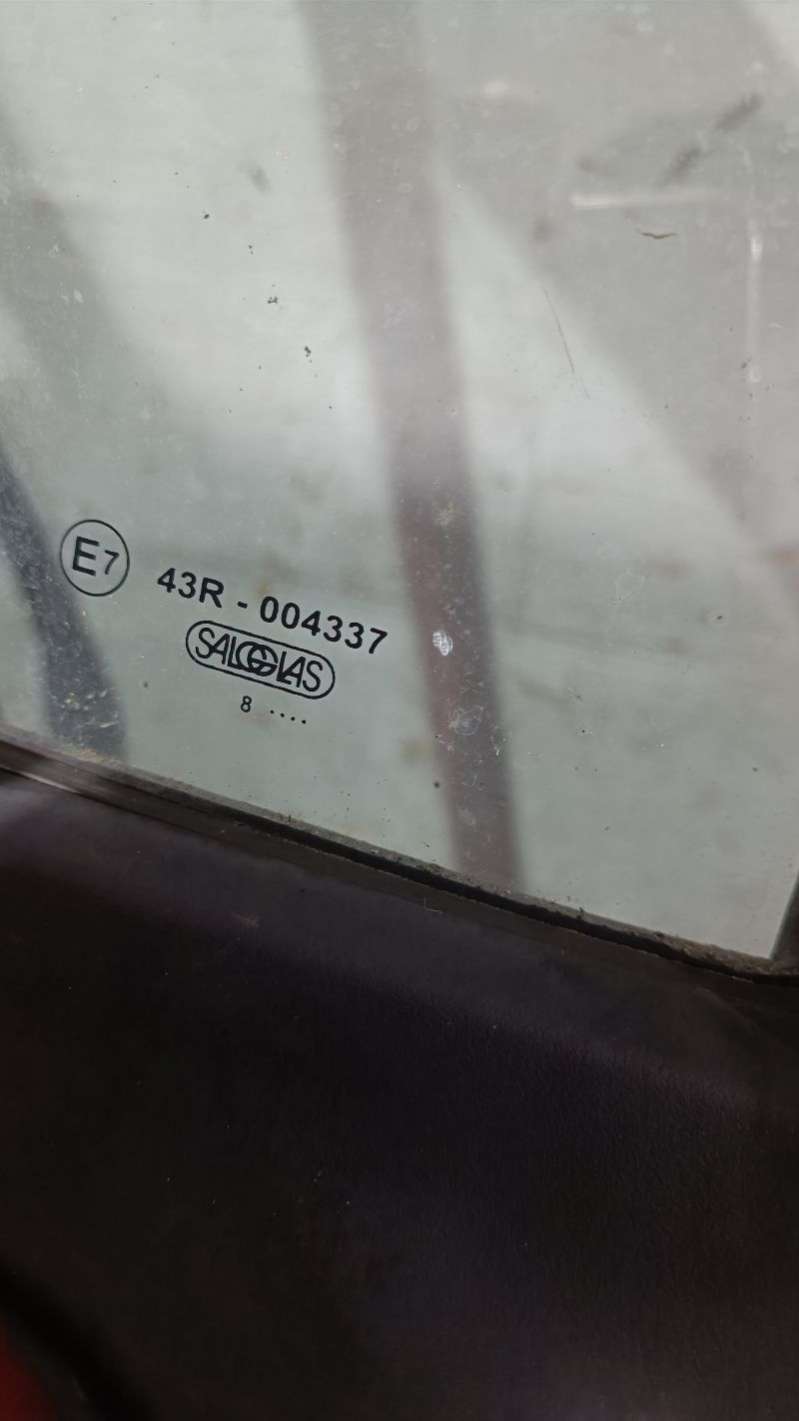 E7
43R - 004337
SALGGLAS
8 ....